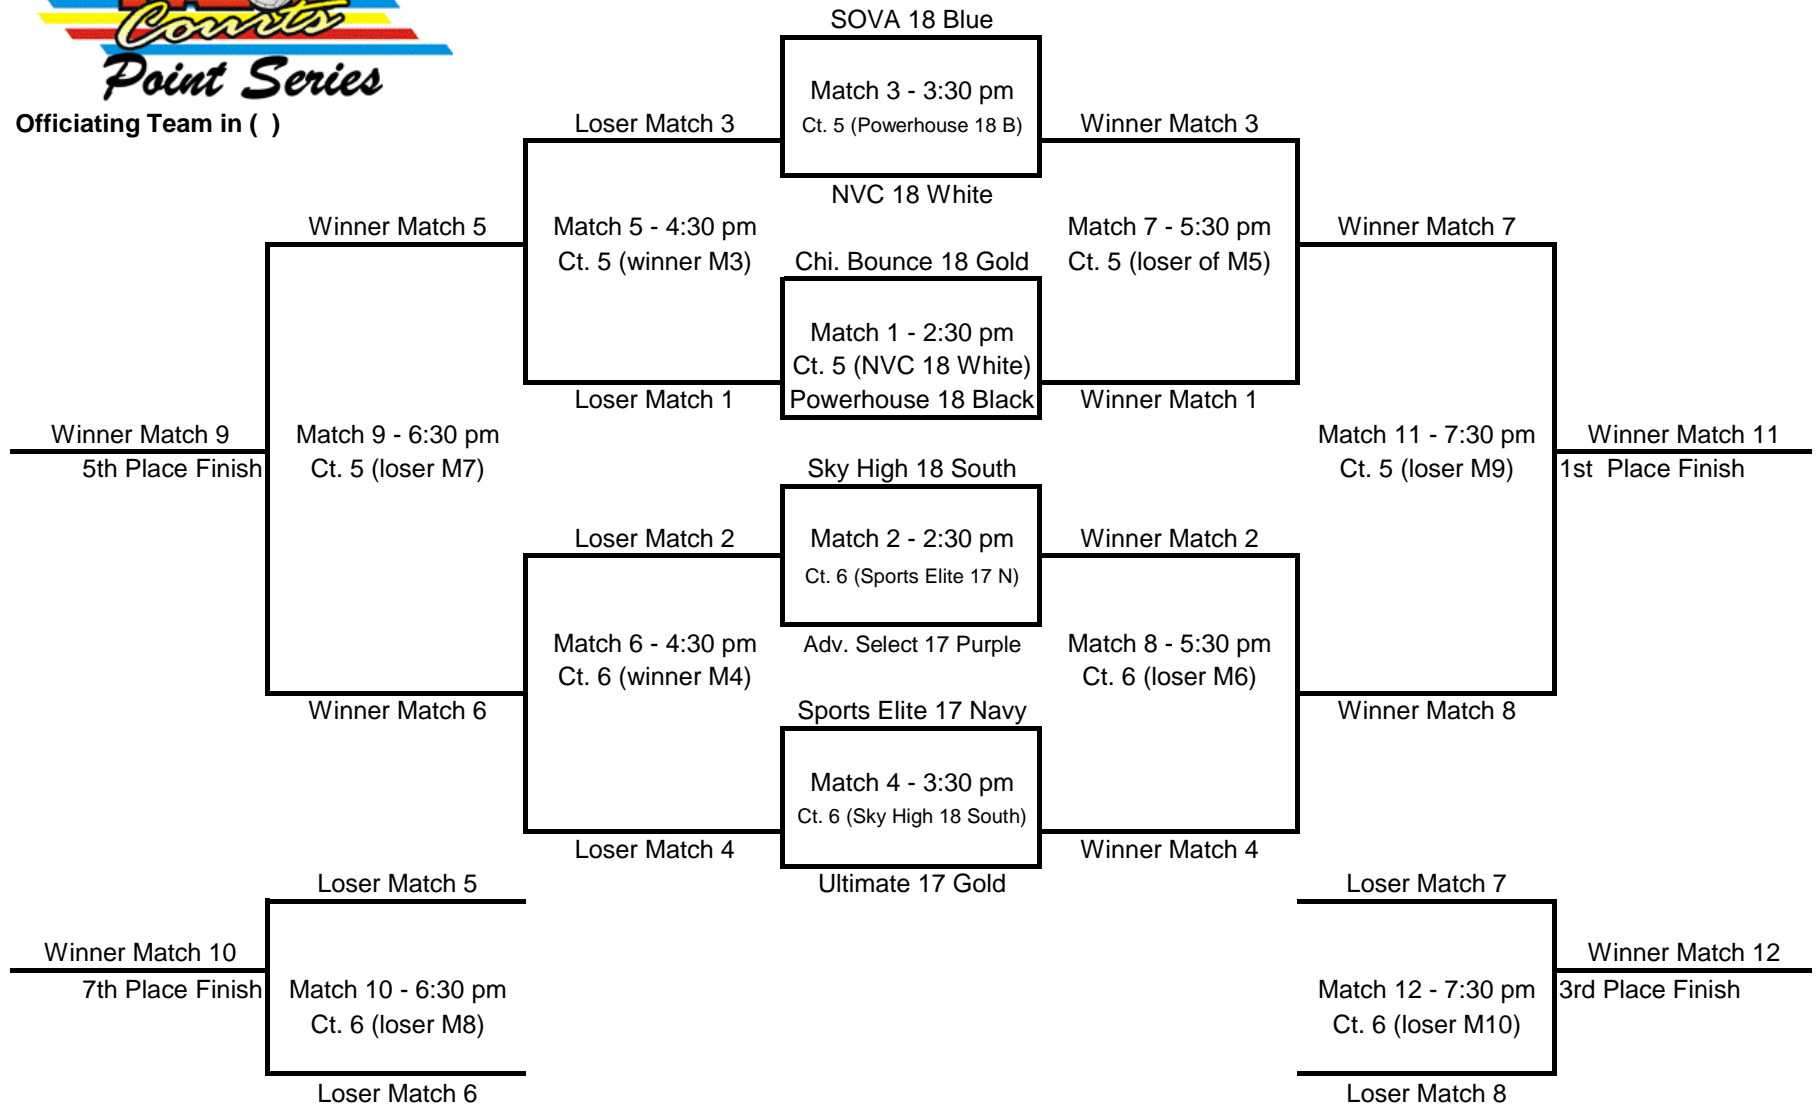 Courts
Point Series
Officiating Team in (  )
SOVA 18 Blue
Match 3 - 3:30 pm
Ct. 5 (Powerhouse 18 B)
Loser Match 3
Winner Match 3
NVC 18 White
Winner Match 5
Match 5 - 4:30 pm
Ct. 5 (winner M3)
Match 7 - 5:30 pm
Ct. 5 (loser of M5)
Winner Match 7
Chi. Bounce 18 Gold
Match 1 - 2:30 pm
Ct. 5 (NVC 18 White)
Powerhouse 18 Black
Loser Match 1
Winner Match 1
Winner Match 9
5th Place Finish
Match 9 - 6:30 pm
Ct. 5 (loser M7)
Match 11 - 7:30 pm
Ct. 5 (loser M9)
Winner Match 11
1st  Place Finish
Sky High 18 South
Loser Match 2
Match 2 - 2:30 pm
Ct. 6 (Sports Elite 17 N)
Winner Match 2
Match 6 - 4:30 pm
Ct. 6 (winner M4)
Adv. Select 17 Purple
Match 8 - 5:30 pm
Ct. 6 (loser M6)
Winner Match 6
Sports Elite 17 Navy
Winner Match 8
Match 4 - 3:30 pm
Ct. 6 (Sky High 18 South)
Loser Match 4
Winner Match 4
Ultimate 17 Gold
Loser Match 5
Loser Match 7
Winner Match 10
7th Place Finish
Match 10 - 6:30 pm
Ct. 6 (loser M8)
Match 12 - 7:30 pm
Ct. 6 (loser M10)
Winner Match 12
3rd Place Finish
Loser Match 6
Loser Match 8